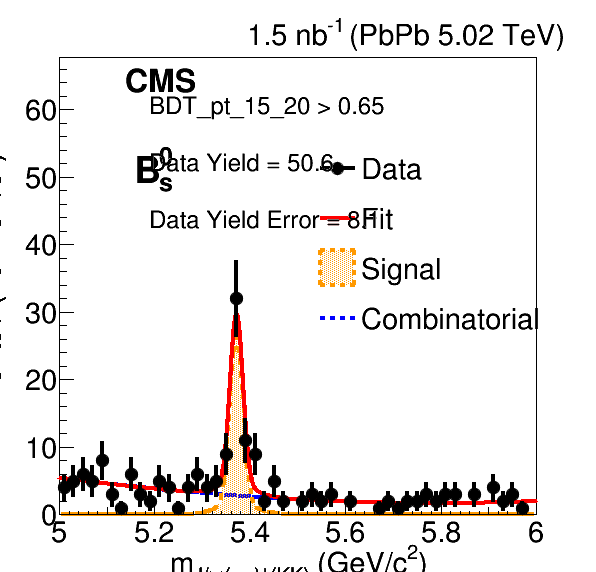 1.5 nb⁻¹ (PbPb 5.02 TeV)
CMS
BDT_pt_15_20 > 0.65
B⁰ₛ
Data Yield = 50.6
Data Yield Error = 8.
Data
Fit
Signal
Combinatorial
60
50
40
30
20
10
0
5 5.2 5.4 5.6 5.8 6
(GeV/c²)